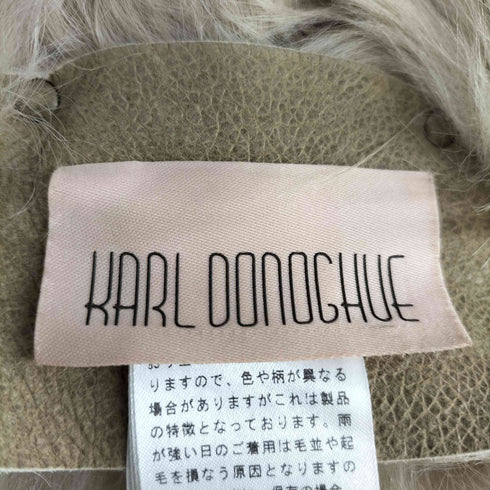 KARL DONOGHUE
りますので、色や柄が異なる
場合がありますがこれは製品
の特徴となっております。雨
が強い日のご着用は毛並や起
毛を損なう原因となりますの